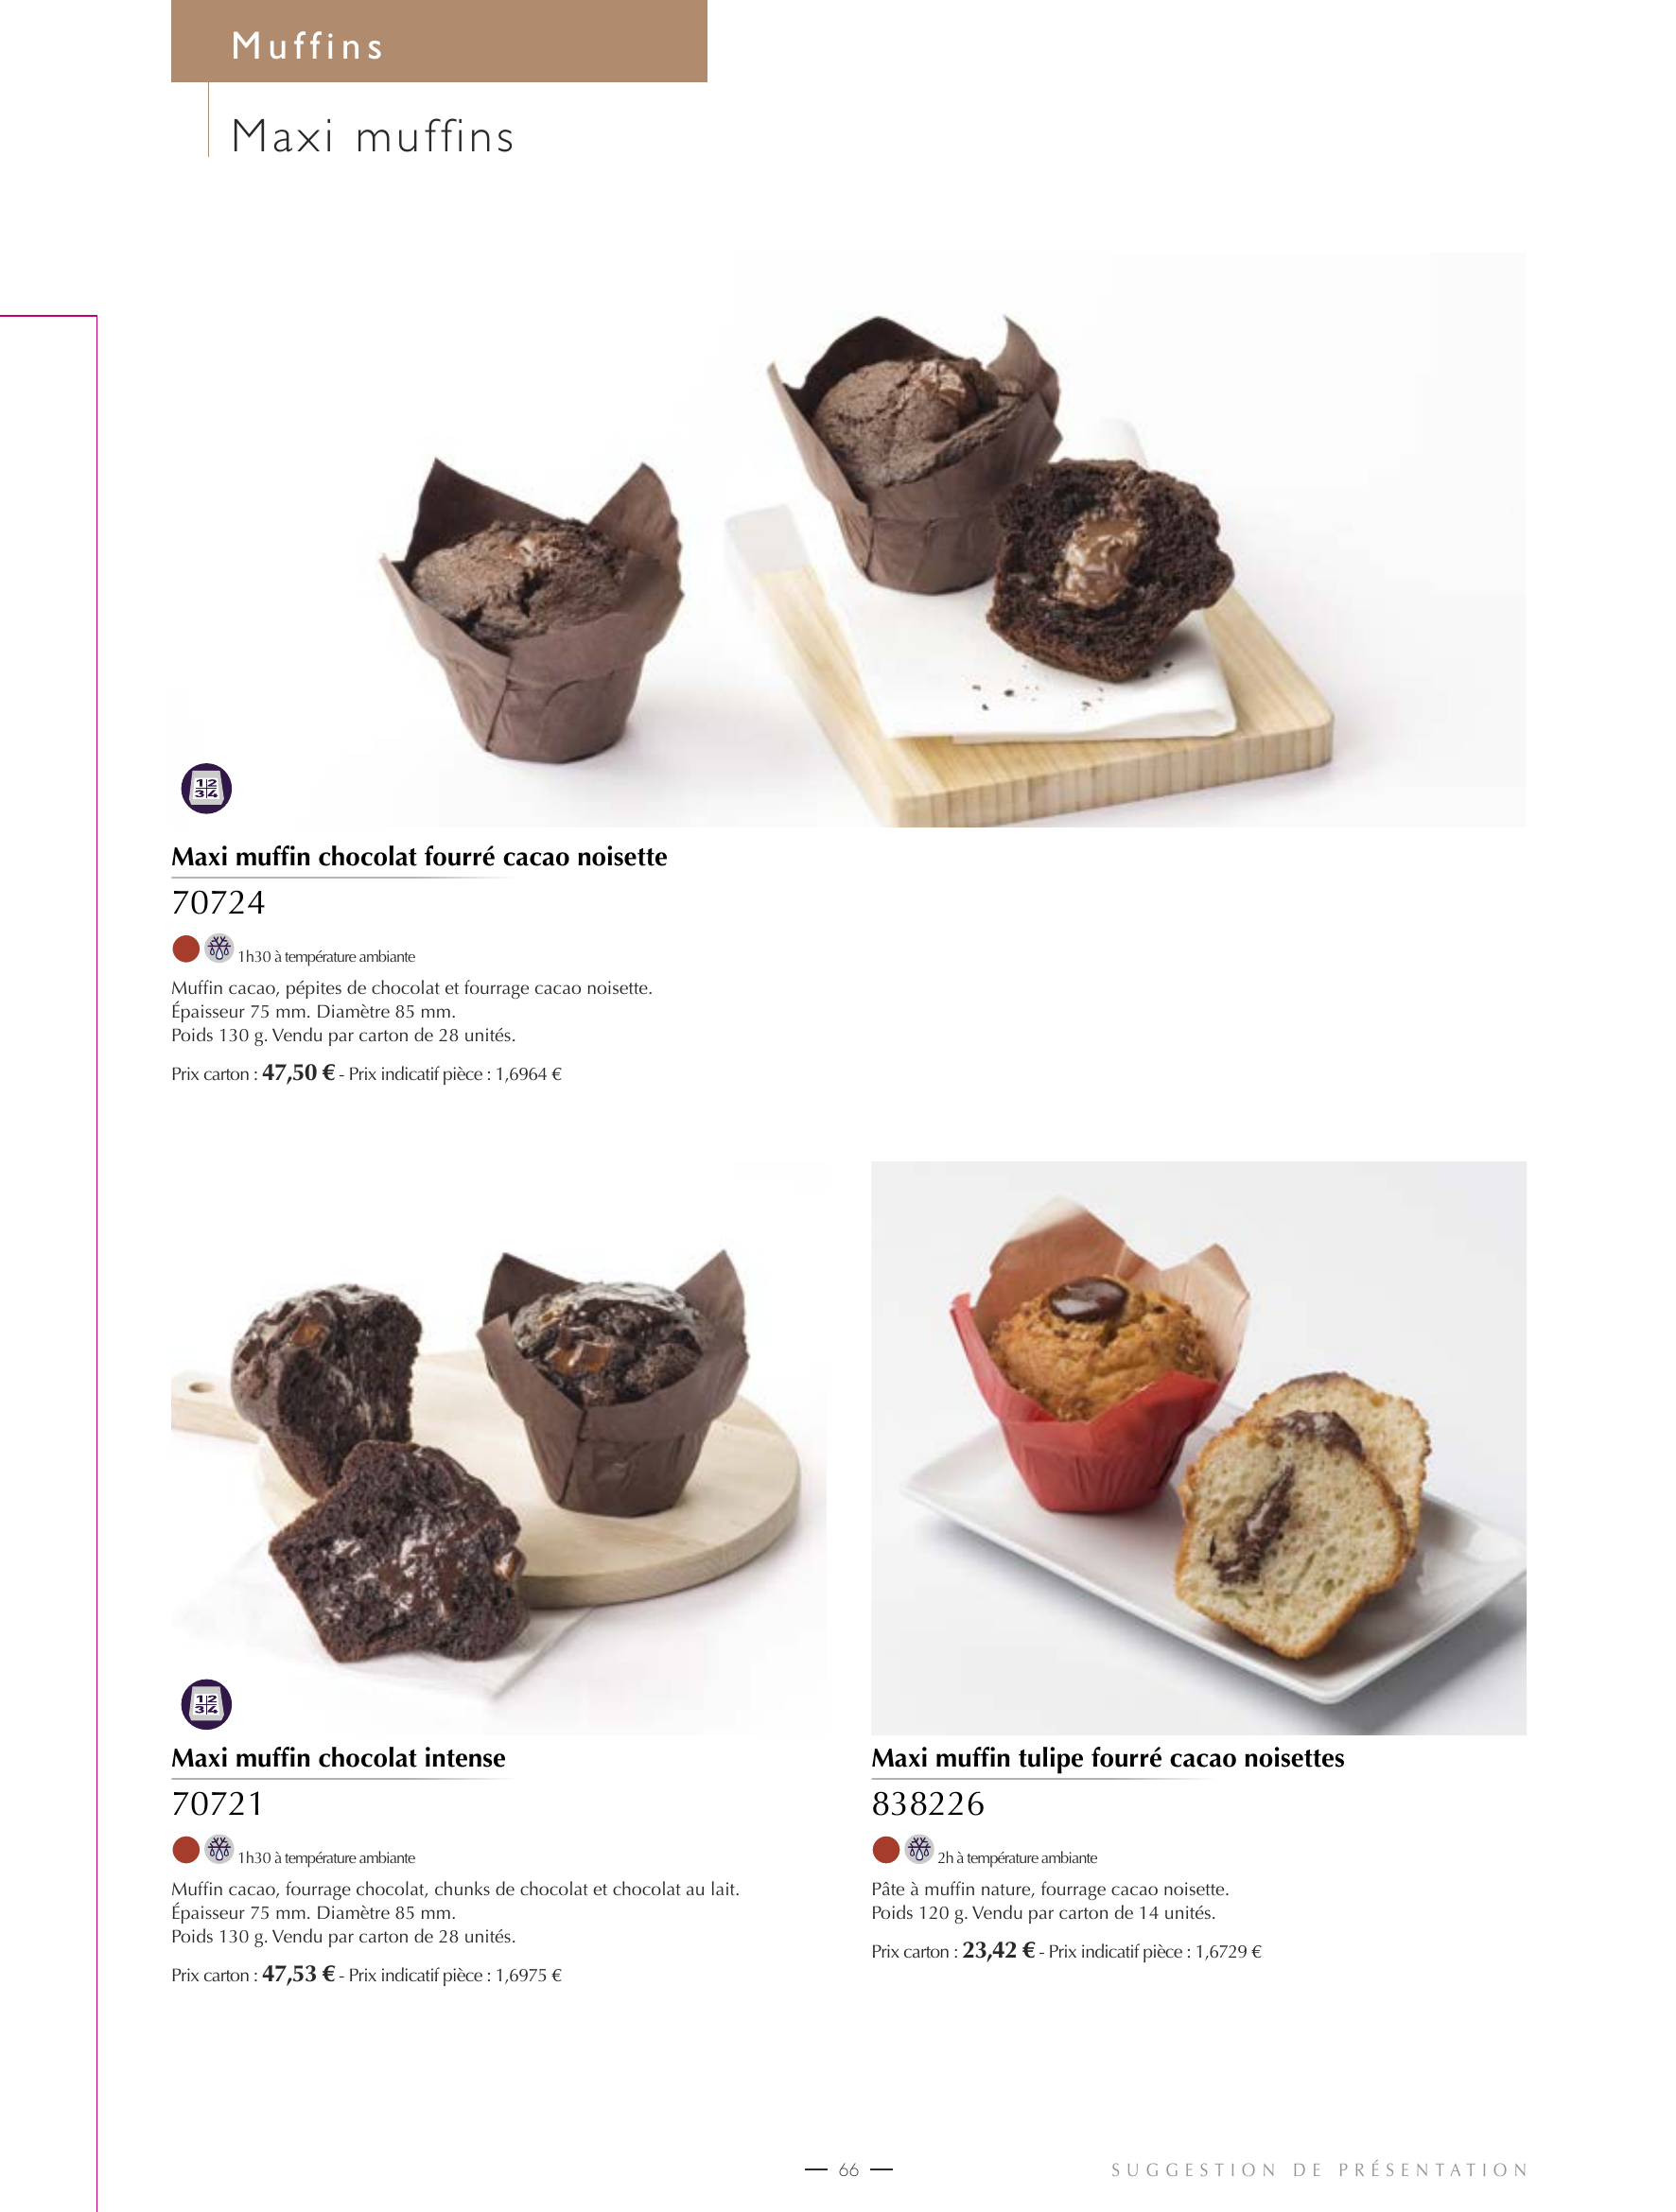 Muffins
Maxi muffins
12
34
Maxi muffin chocolat fourré cacao noisette
70724
1h30 à température ambiante
Muffin cacao, pépites de chocolat et fourrage cacao noisette.
Épaisseur 75 mm. Diamètre 85 mm.
Poids 130 g. Vendu par carton de 28 unités.
Prix carton : 47,50 € - Prix indicatif pièce : 1,6964 €
12
34
Maxi muffin chocolat intense
70721
1h30 à température ambiante
Muffin cacao, fourrage chocolat, chunks de chocolat et chocolat au lait.
Épaisseur 75 mm. Diamètre 85 mm.
Poids 130 g. Vendu par carton de 28 unités.
Prix carton : 47,53 € - Prix indicatif pièce : 1,6975 €
Maxi muffin tulipe fourré cacao noisettes
838226
2h à température ambiante
Pâte à muffin nature, fourrage cacao noisette.
Poids 120 g. Vendu par carton de 14 unités.
Prix carton : 23,42 € - Prix indicatif pièce : 1,6729 €
66
SUGGESTION DE PRÉSENTATION